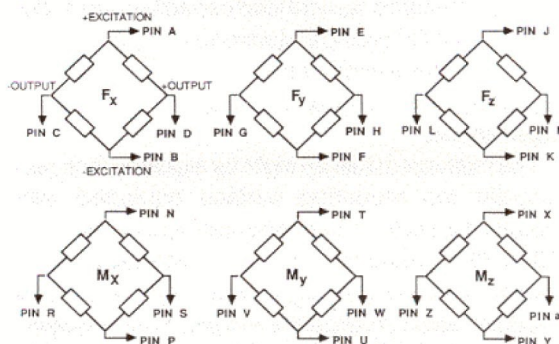 +EXCITATION
PIN A
PIN E
PIN J
-OUTPUT
+OUTPUT
Fx
Fy
Fz
PIN C
PIN D
PIN G
PIN H
PIN L
PIN B
PIN F
PIN K
-EXCITATION
PIN N
PIN T
PIN X
Mx
My
Mz
PIN R
PIN S
PIN V
PIN W
PIN Z
PIN a
PIN P
PIN U
PIN Y